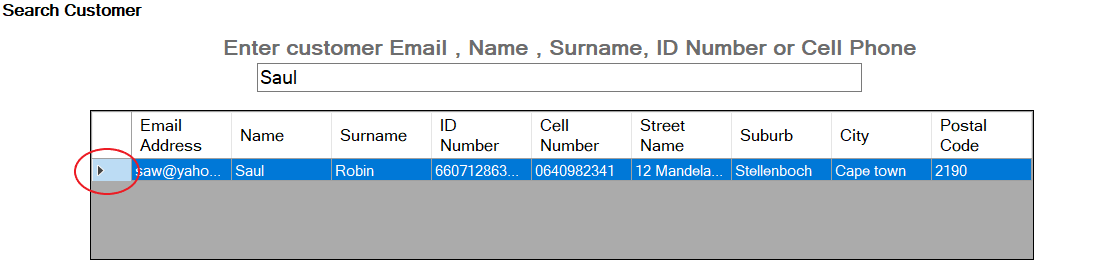 Search Customer
Enter customer Email , Name , Surname, ID Number or Cell Phone
Saul
Email Address Name Surname ID Number Cell Number Street Name Suburb City Postal Code
saw@yaho... Saul Robin 660712863... 0640982341 12 Mandela... Stellenboch Cape town 2190